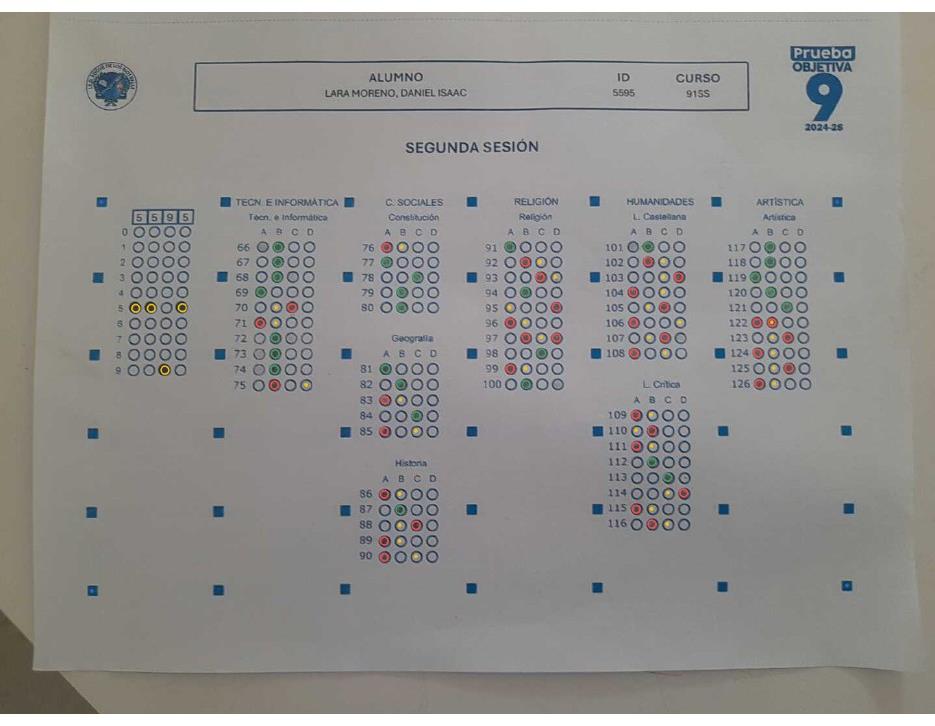 Prueba
OBJETIVA
9
2024-25
ALUMNO ID CURSO
LARA MORENO, DANIEL ISAAC 5595 91SS
SEGUNDA SESIÓN
5 5 9 5
0
1
2
3
4
5
6
7
8
9
TECN. E INFORMÁTICA
Tecn. e Informática
A B C D
66
67
68
69
70
71
72
73
74
75
C. SOCIALES
Constitución
A B C D
76
77
78
79
80
Geografía
A B C D
81
82
83
84
85
Historia
A B C D
86
87
88
89
90
RELIGIÓN
Religión
A B C D
91
92
93
94
95
96
97
98
99
100
HUMANIDADES
L. Castellana
A B C D
101
102
103
104
105
106
107
108
L. Crítica
A B C D
109
110
111
112
113
114
115
116
ARTÍSTICA
Artística
A B C D
117
118
119
120
121
122
123
124
125
126